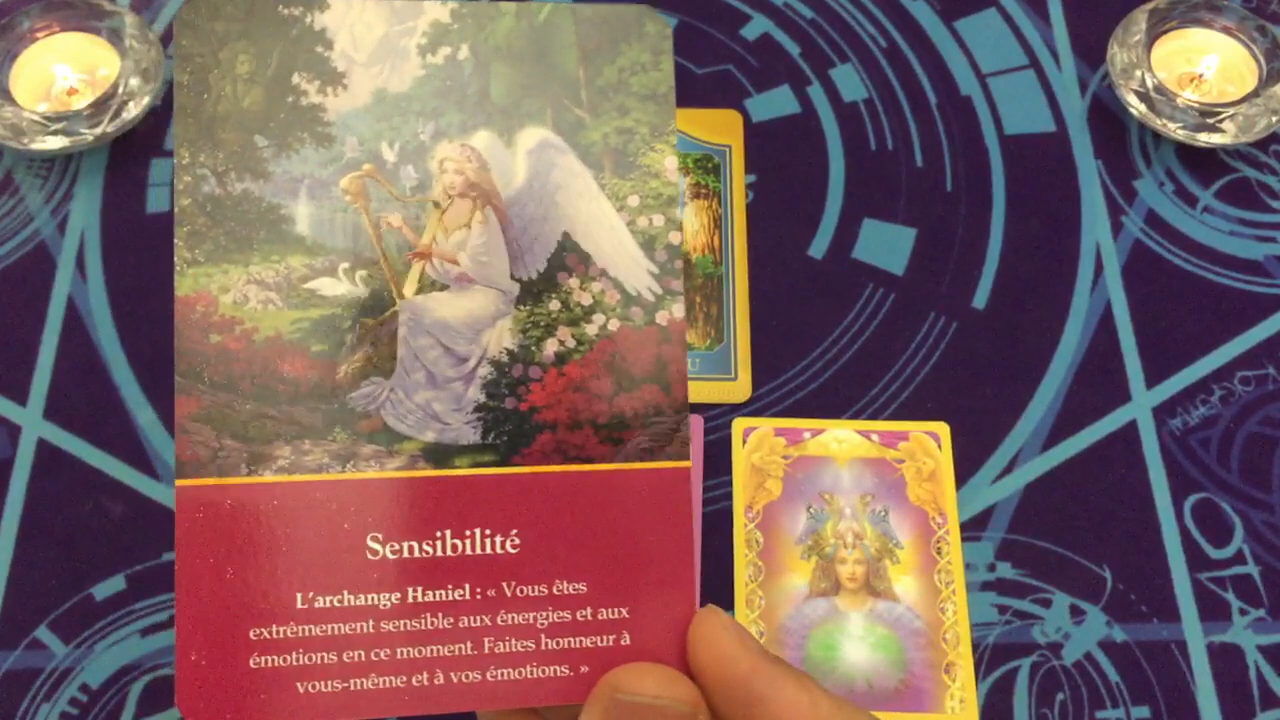 U
Sensibilité
L'archange Haniel : « Vous êtes
extrêmement sensible aux énergies et aux
émotions en ce moment. Faites honneur à
vous-même et à vos émotions. »